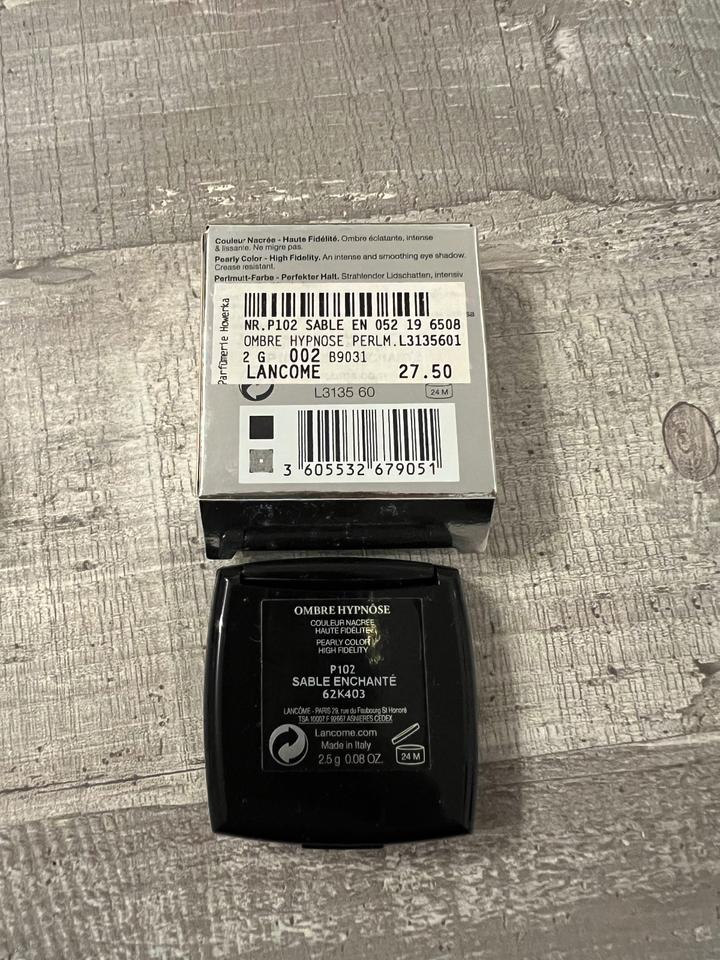 Couleur Nacrée - Haute Fidélité. Ombre éclatante, intense
& lissante. Ne migre pas.
Pearly Color - High Fidelity. An intense and smoothing eye shadow.
Crease resistant.
Perlmutt-Farbe - Perfekter Halt. Strahlender Lidschatten, intensiv
Parfümerie Howerka
NR.P102 SABLE EN 052 19 6508
OMBRE HYPNOSE PERLM.L3135601
2 G 002 B9031
LANCOME 27.50
L3135 60
24 M
3 605532 679051
OMBRE HYPNÔSE
COULEUR NACRÉE
HAUTE FIDÉLITÉ
PEARLY COLOR
HIGH FIDELITY
P102
SABLE ENCHANTÉ
62K403
LANCÔME - PARIS 29, rue du Faubourg St Honoré
TSA 10007 F 92667 ASNIERES CEDEX
Lancome.com
Made in Italy
2.5 g 0.08 OZ.
24 M